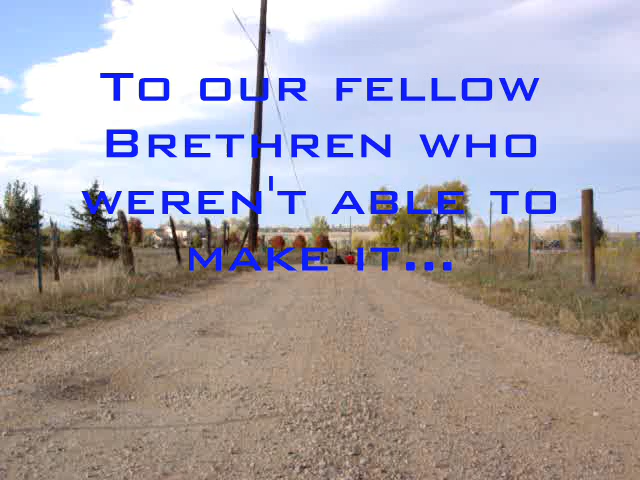 To our fellow
Brethren who
weren't able to
make it...